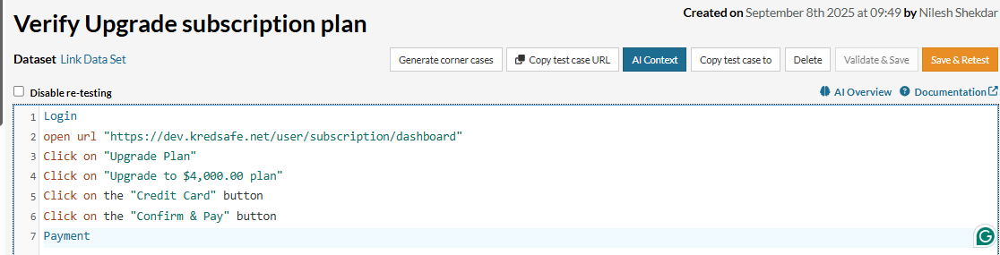 Verify Upgrade subscription plan
Created on September 8th 2025 at 09:49 by Nilesh Shekdar
Dataset Link Data Set
Generate corner cases
Copy test case URL
AI Context
Copy test case to
Delete
Validate & Save
Save & Retest
Disable re-testing
AI Overview
Documentation
1 Login
2 open url "https://dev.kredsafe.net/user/subscription/dashboard"
3 Click on "Upgrade Plan"
4 Click on "Upgrade to $4,000.00 plan"
5 Click on the "Credit Card" button
6 Click on the "Confirm & Pay" button
7 Payment